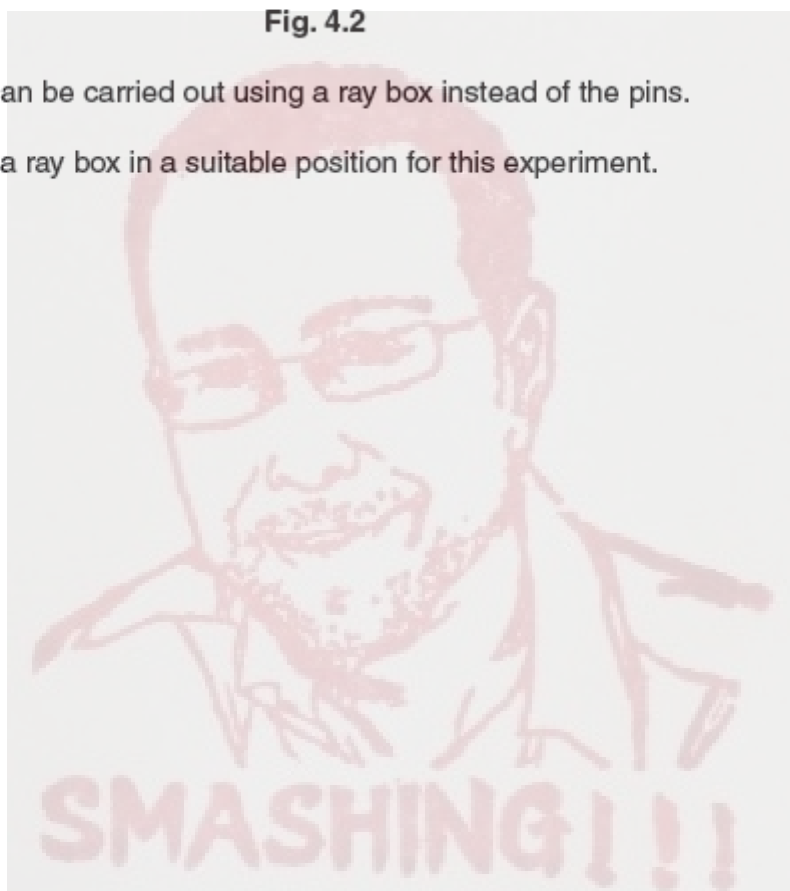 Fig. 4.2
an be carried out using a ray box instead of the pins.
a ray box in a suitable position for this experiment.
SMASHING!!!